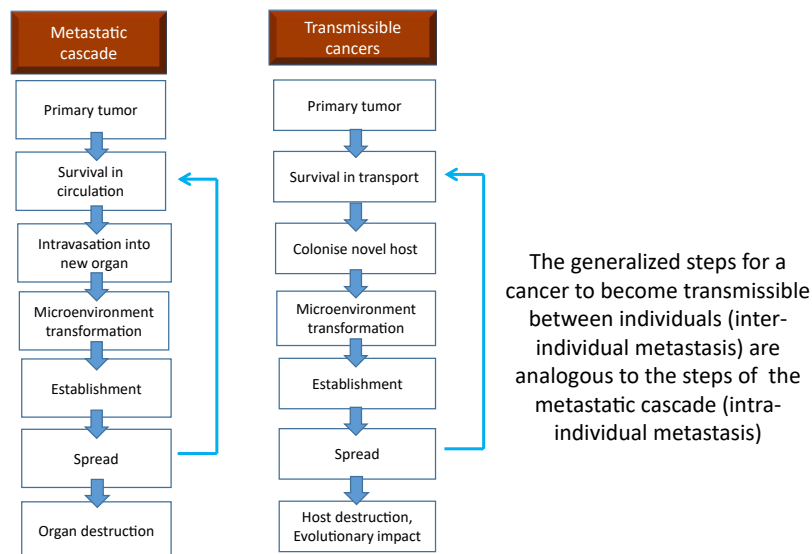 Metastatic
cascade
Primary tumor
Survival in
circulation
Intravasation into
new organ
Microenvironment
transformation
Establishment
Spread
Organ destruction
Transmissible
cancers
Primary tumor
Survival in transport
Colonise novel host
Microenvironment
transformation
Establishment
Spread
Host destruction,
Evolutionary impact
The generalized steps for a
cancer to become transmissible
between individuals (inter-
individual metastasis) are
analogous to the steps of the
metastatic cascade (intra-
individual metastasis)